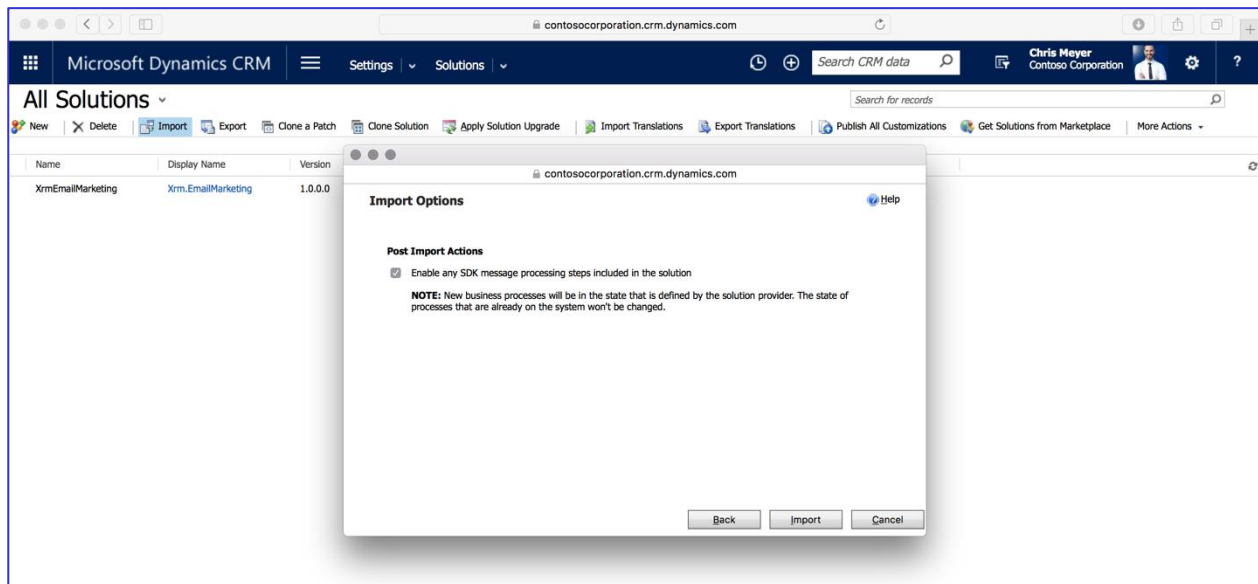 contosocorporation.crm.dynamics.com
Microsoft Dynamics CRM Settings Solutions Search CRM data Chris Meyer
Contoso Corporation ?
All Solutions Search for records
New Delete Import Export Clone a Patch Clone Solution Apply Solution Upgrade Import Translations Export Translations Publish All Customizations Get Solutions from Marketplace More Actions
Name Display Name Version
XrmEmailMarketing Xrm.EmailMarketing 1.0.0.0
contosocorporation.crm.dynamics.com
Import Options Help
Post Import Actions
Enable any SDK message processing steps included in the solution
NOTE: New business processes will be in the state that is defined by the solution provider. The state of
processes that are already on the system won't be changed.
Back Import Cancel